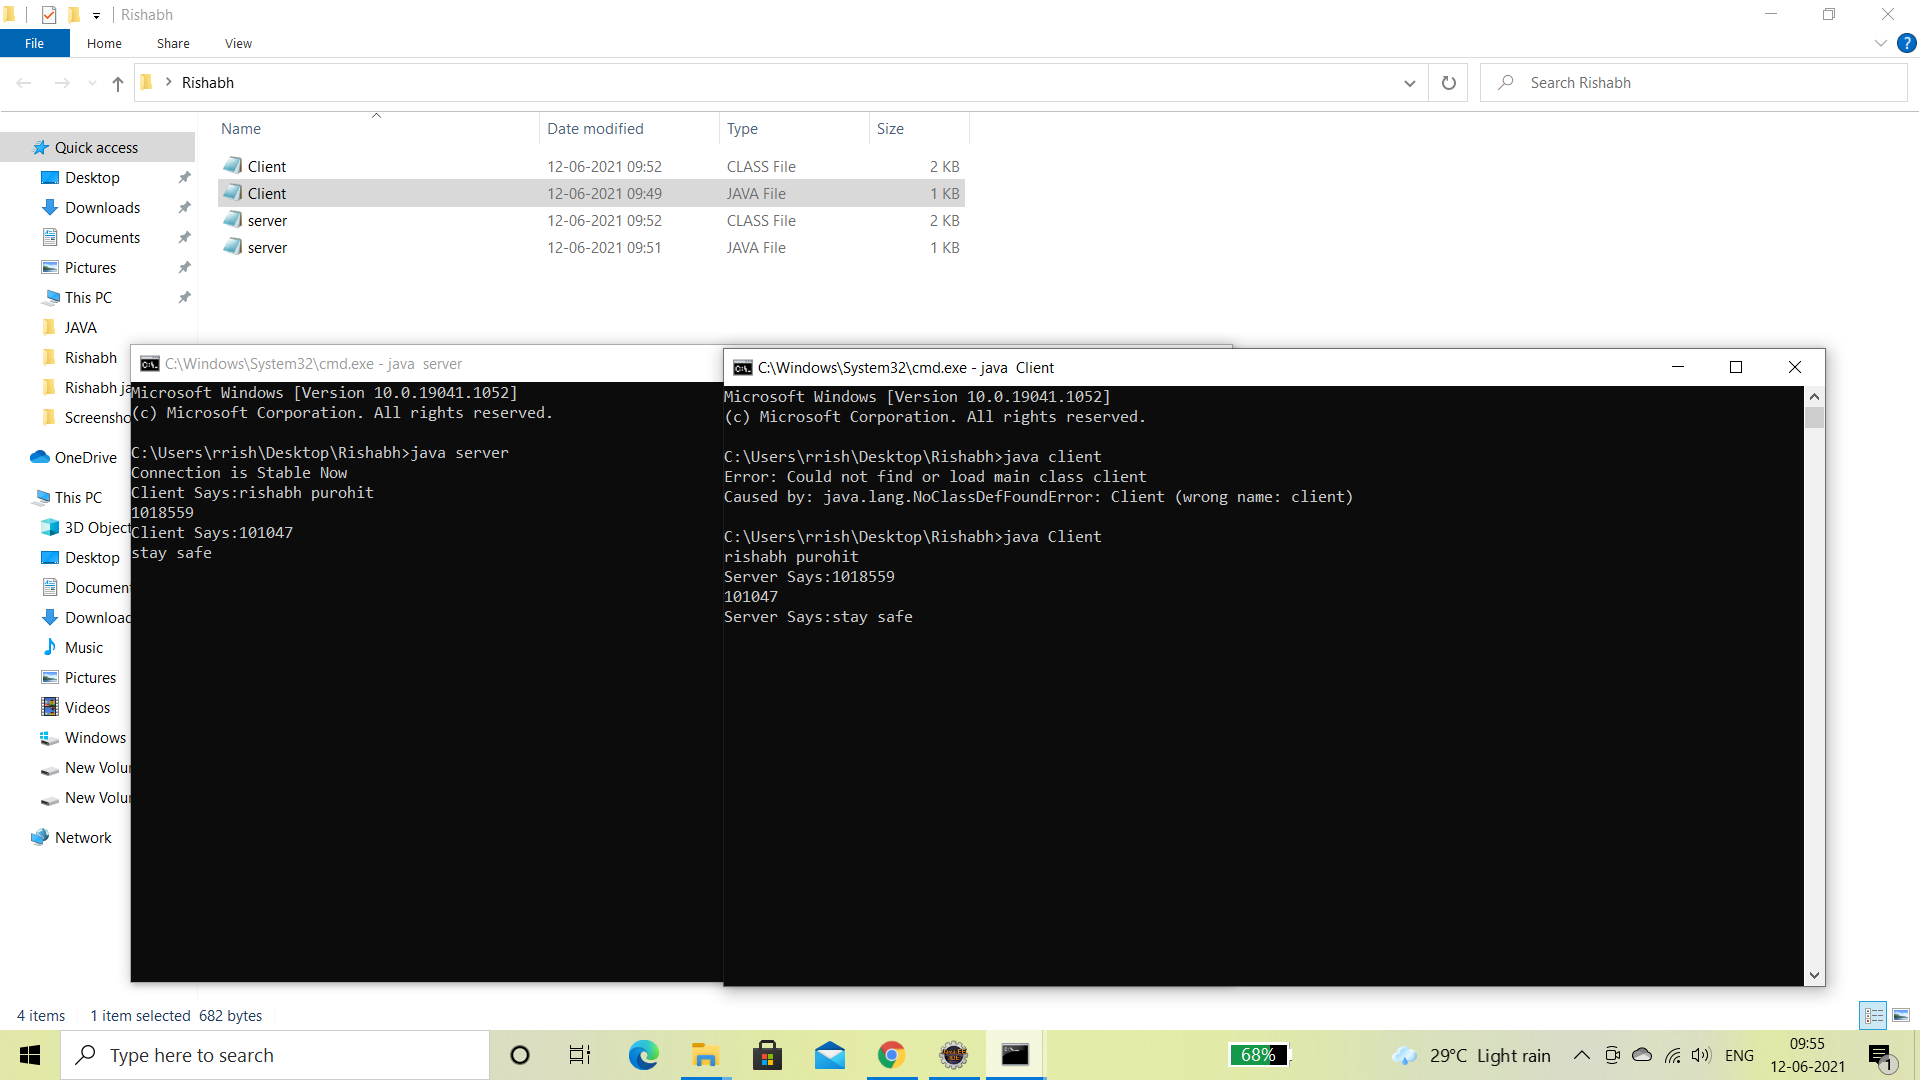 Rishabh
File Home Share View
Rishabh
Search Rishabh
Name Date modified Type Size
Client 12-06-2021 09:52 CLASS File 2 KB
Client 12-06-2021 09:49 JAVA File 1 KB
server 12-06-2021 09:52 CLASS File 2 KB
server 12-06-2021 09:51 JAVA File 1 KB
Quick access
Desktop
Downloads
Documents
Pictures
This PC
JAVA
Rishabh
Rishabh ja
Screensho
OneDrive
This PC
3D Object
Desktop
Documen
Downloac
Music
Pictures
Videos
Windows
New Volu
New Volu
Network
C:\Windows\System32\cmd.exe - java  server
Microsoft Windows [Version 10.0.19041.1052]
(c) Microsoft Corporation. All rights reserved.
C:\Users\rrish\Desktop\Rishabh>java server
Connection is Stable Now
Client Says:rishabh purohit
1018559
Client Says:101047
stay safe
C:\Windows\System32\cmd.exe - java  Client
Microsoft Windows [Version 10.0.19041.1052]
(c) Microsoft Corporation. All rights reserved.
C:\Users\rrish\Desktop\Rishabh>java client
Error: Could not find or load main class client
Caused by: java.lang.NoClassDefFoundError: Client (wrong name: client)
C:\Users\rrish\Desktop\Rishabh>java Client
rishabh purohit
Server Says:1018559
101047
Server Says:stay safe
4 items 1 item selected 682 bytes
Type here to search
68%
29°C Light rain
ENG
09:55
12-06-2021
1